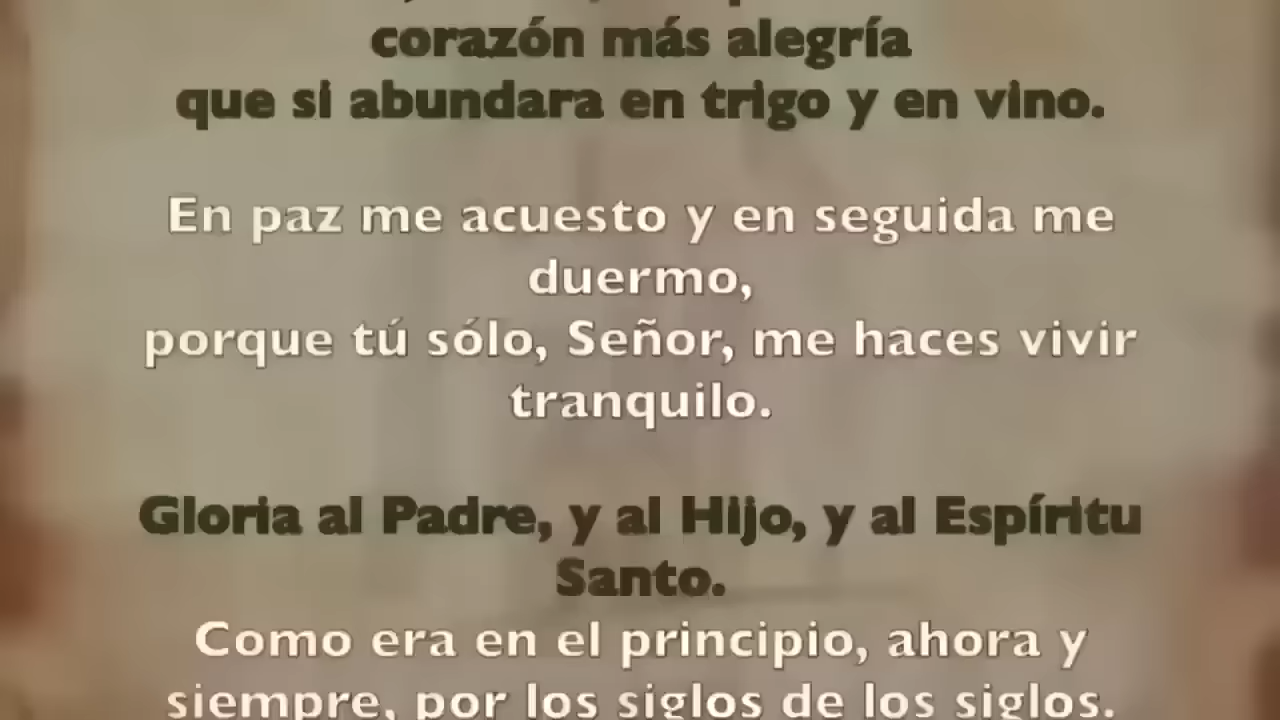 corazón más alegría
que si abundara en trigo y en vino.
En paz me acuesto y en seguida me
duermo,
porque tú sólo, Señor, me haces vivir
tranquilo.
Gloria al Padre, y al Hijo, y al Espíritu
Santo.
Como era en el principio, ahora y
siempre, por los siglos de los siglos.